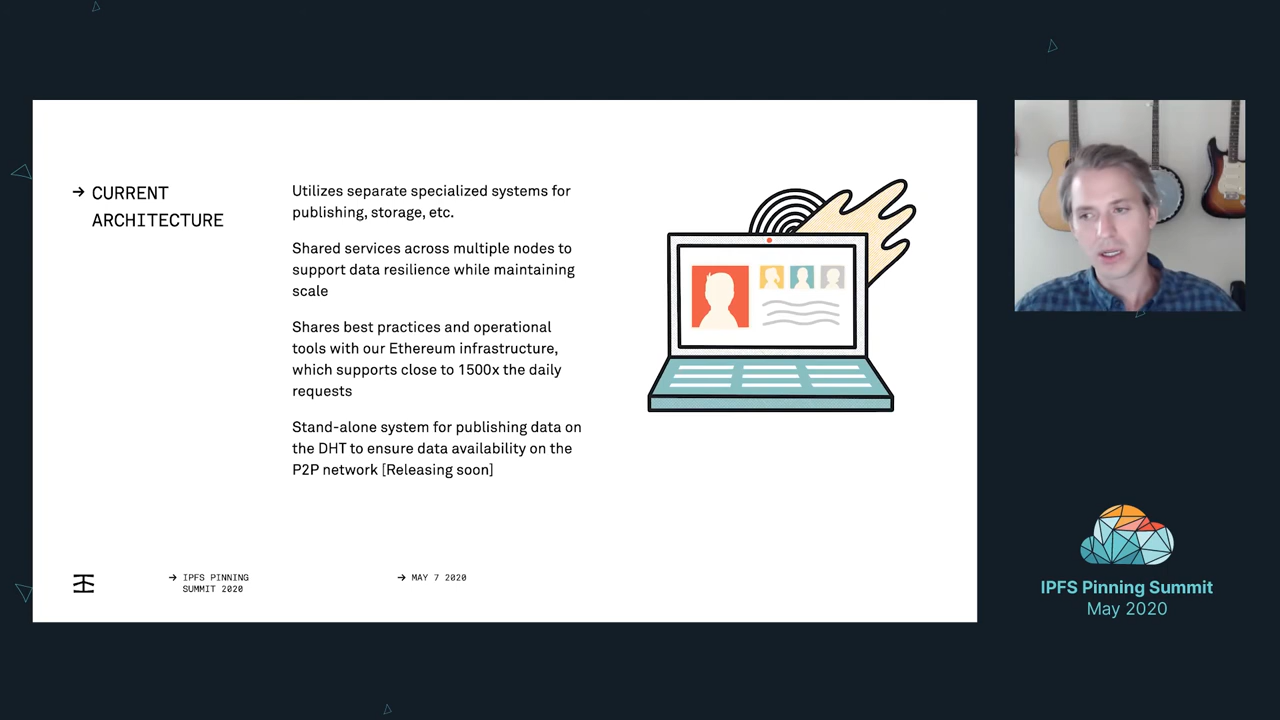 → CURRENT
ARCHITECTURE
Utilizes separate specialized systems for
publishing, storage, etc.
Shared services across multiple nodes to
support data resilience while maintaining
scale
Shares best practices and operational
tools with our Ethereum infrastructure,
which supports close to 1500x the daily
requests
Stand-alone system for publishing data on
the DHT to ensure data availability on the
P2P network [Releasing soon]
→ IPFS PINNING
SUMMIT 2020
→ MAY 7 2020
IPFS Pinning Summit
May 2020